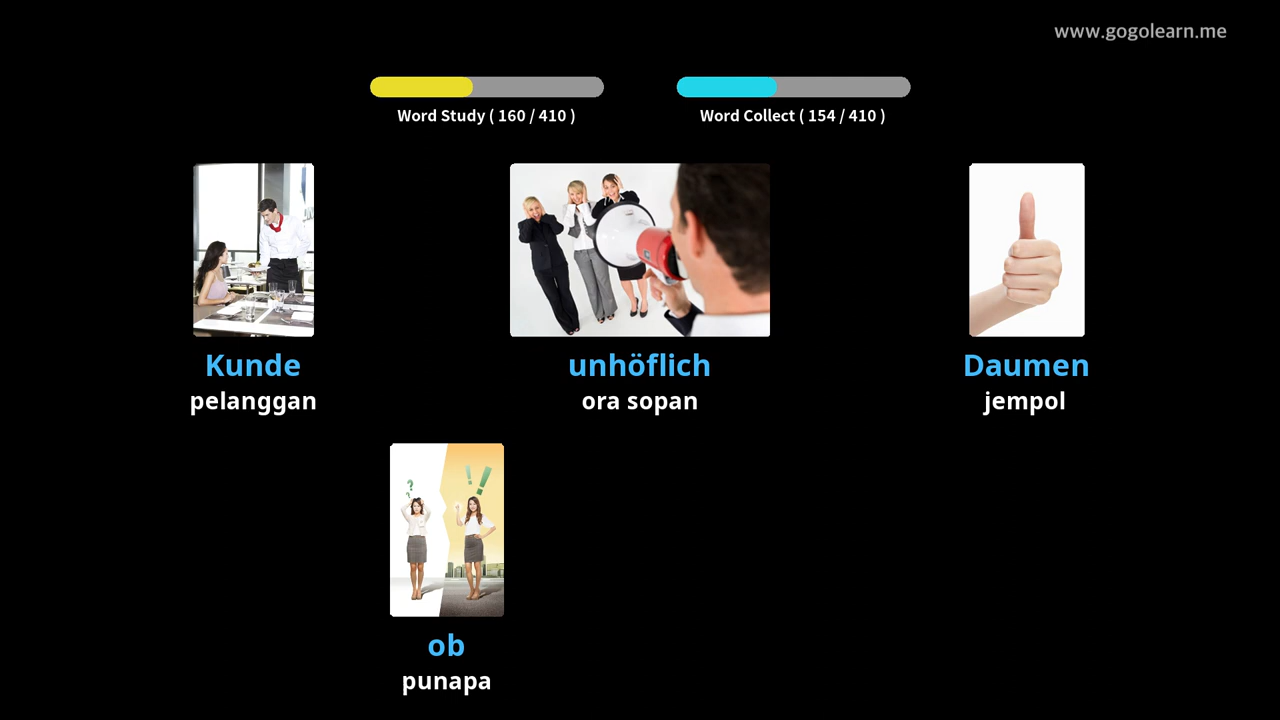 www.gogolearn.me
Word Study ( 160 / 410 )
Word Collect ( 154 / 410 )
Kunde
pelanggan
unhöflich
ora sopan
Daumen
jempol
ob
punapa